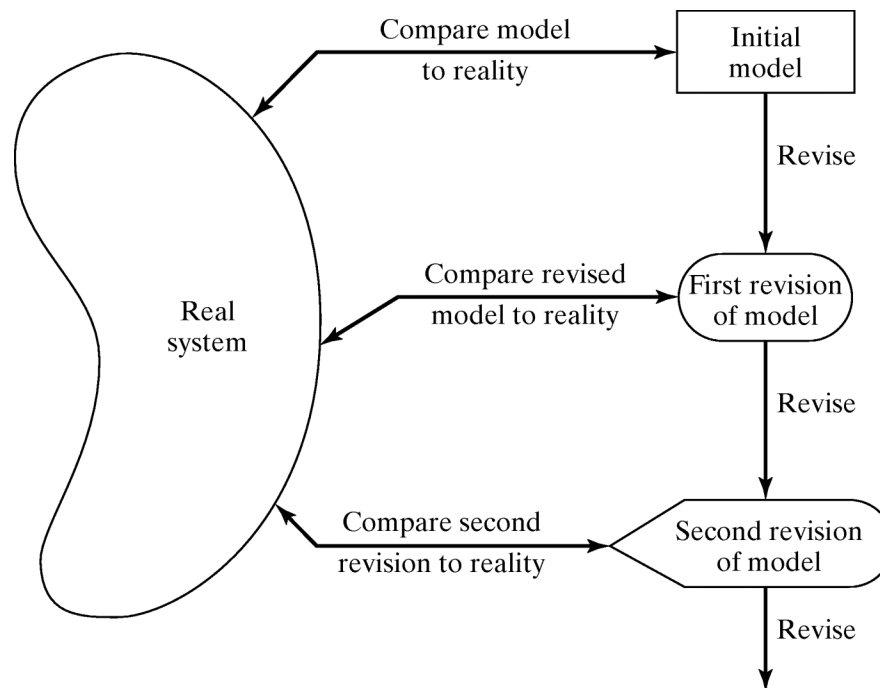 Compare model
to reality
Initial
model
Revise
Compare revised
model to reality
First revision
of model
Real
system
Revise
Compare second
revision to reality
Second revision
of model
Revise